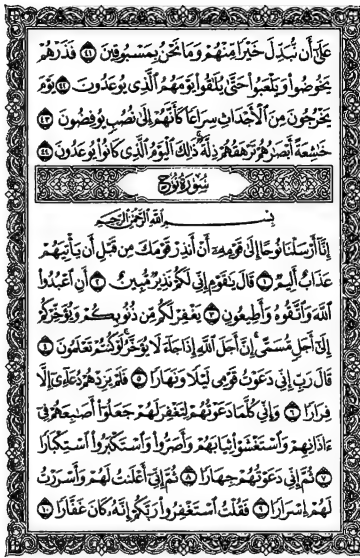 عَلَىٰٓ أَن نُّبَدِّلَ خَيْرًا مِّنْهُمْ وَمَا نَحْنُ بِمَسْبُوقِينَ ٤١ فَذَرْهُمْ
يَخُوضُوا۟ وَيَلْعَبُوا۟ حَتَّىٰ يُلَٰقُوا۟ يَوْمَهُمُ ٱلَّذِى يُوعَدُونَ ٤٢ يَوْمَ
يَخْرُجُونَ مِنَ ٱلْأَجْدَاثِ سِرَاعًا كَأَنَّهُمْ إِلَىٰ نُصُبٍ يُوفِضُونَ ٤٣
خَٰشِعَةً أَبْصَٰرُهُمْ تَرْهَقُهُمْ ذِلَّةٌ ۚ ذَٰلِكَ ٱلْيَوْمُ ٱلَّذِى كَانُوا۟ يُوعَدُونَ ٤٤
سُورَةُ نُوحٍ
بِسْمِ ٱللَّهِ ٱلرَّحْمَٰنِ ٱلرَّحِيمِ
إِنَّآ أَرْسَلْنَا نُوحًا إِلَىٰ قَوْمِهِۦٓ أَنْ أَنذِرْ قَوْمَكَ مِن قَبْلِ أَن يَأْتِيَهُمْ
عَذَابٌ أَلِيمٌ ١ قَالَ يَٰقَوْمِ إِنِّى لَكُمْ نَذِيرٌ مُّبِينٌ ٢ أَنِ ٱعْبُدُوا۟
ٱللَّهَ وَٱتَّقُوهُ وَأَطِيعُونِ ٣ يَغْفِرْ لَكُم مِّن ذُنُوبِكُمْ وَيُؤَخِّرْكُمْ
إِلَىٰٓ أَجَلٍ مُّسَمًّى ۚ إِنَّ أَجَلَ ٱللَّهِ إِذَا جَآءَ لَا يُؤَخَّرُ ۖ لَوْ كُنتُمْ تَعْلَمُونَ ٤
قَالَ رَبِّ إِنِّى دَعَوْتُ قَوْمِى لَيْلًا وَنَهَارًا ٥ فَلَمْ يَزِدْهُمْ دُعَآءِىٓ إِلَّا
فِرَارًا ٦ وَإِنِّى كُلَّمَا دَعَوْتُهُمْ لِتَغْفِرَ لَهُمْ جَعَلُوٓا۟ أَصَٰبِعَهُمْ فِىٓ
ءَاذَانِهِمْ وَٱسْتَغْشَوْا۟ ثِيَابَهُمْ وَأَصَرُّوا۟ وَٱسْتَكْبَرُوا۟ ٱسْتِكْبَارًا
٧ ثُمَّ إِنِّى دَعَوْتُهُمْ جِهَارًا ٨ ثُمَّ إِنِّىٓ أَعْلَنتُ لَهُمْ وَأَسْرَرْتُ
لَهُمْ إِسْرَارًا ٩ فَقُلْتُ ٱسْتَغْفِرُوا۟ رَبَّكُمْ إِنَّهُۥ كَانَ غَفَّارًا ١٠